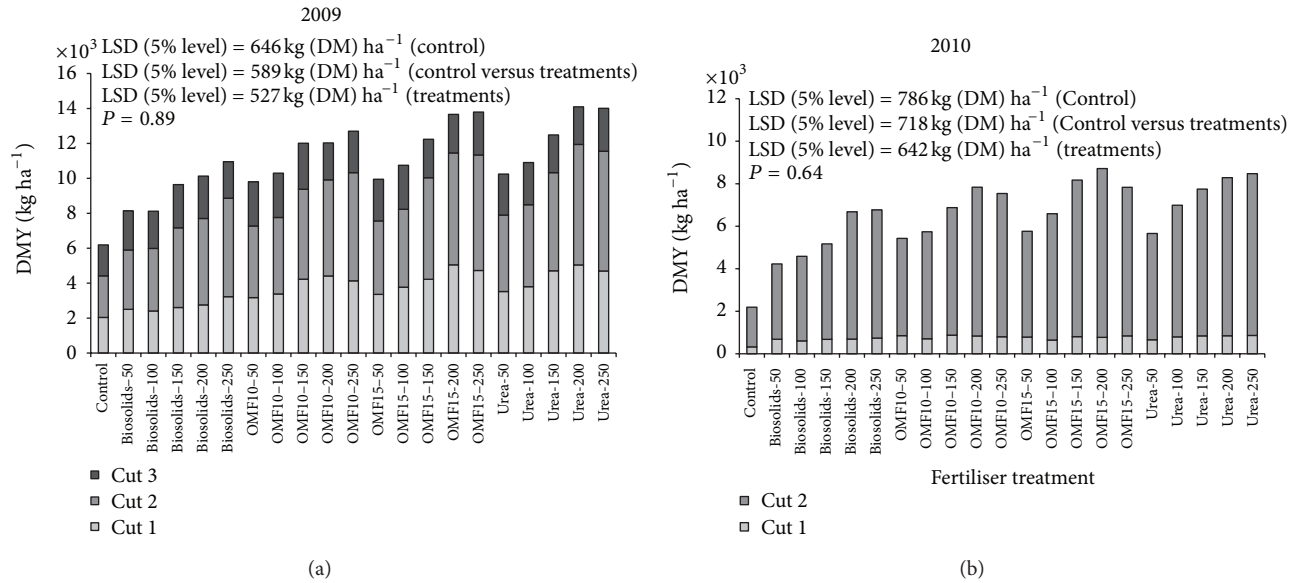 2009
×10³
LSD (5% level) = 646 kg (DM) ha⁻¹ (control)
LSD (5% level) = 589 kg (DM) ha⁻¹ (control versus treatments)
LSD (5% level) = 527 kg (DM) ha⁻¹ (treatments)
P = 0.89
16
14
12
10
8
6
4
2
0
DMY (kg ha⁻¹)
Control
Biosolids–50
Biosolids–100
Biosolids–150
Biosolids–200
Biosolids–250
OMF10–50
OMF10–100
OMF10–150
OMF10–200
OMF10–250
OMF15–50
OMF15–100
OMF15–150
OMF15-200
OMF15–250
Urea–50
Urea-100
Urea–150
Urea-200
Urea–250
Cut 3
Cut 2
Cut 1
(a)
2010
×10³
LSD (5% level) = 786 kg (DM) ha⁻¹ (Control)
LSD (5% level) = 718 kg (DM) ha⁻¹ (Control versus treatments)
LSD (5% level) = 642 kg (DM) ha⁻¹ (treatments)
P = 0.64
12
10
8
6
4
2
0
DMY (kg ha⁻¹)
Control
Biosolids-50
Biosolids-100
Biosolids-150
Biosolids-200
Biosolids-250
OMF10–50
OMF10–100
OMF10–150
OMF10–200
OMF10–250
OMF15–50
OMF15–100
OMF15–150
OMF15–200
OMF15–250
Urea-50
Urea-100
Urea-150
Urea-200
Urea-250
Fertiliser treatment
Cut 2
Cut 1
(b)